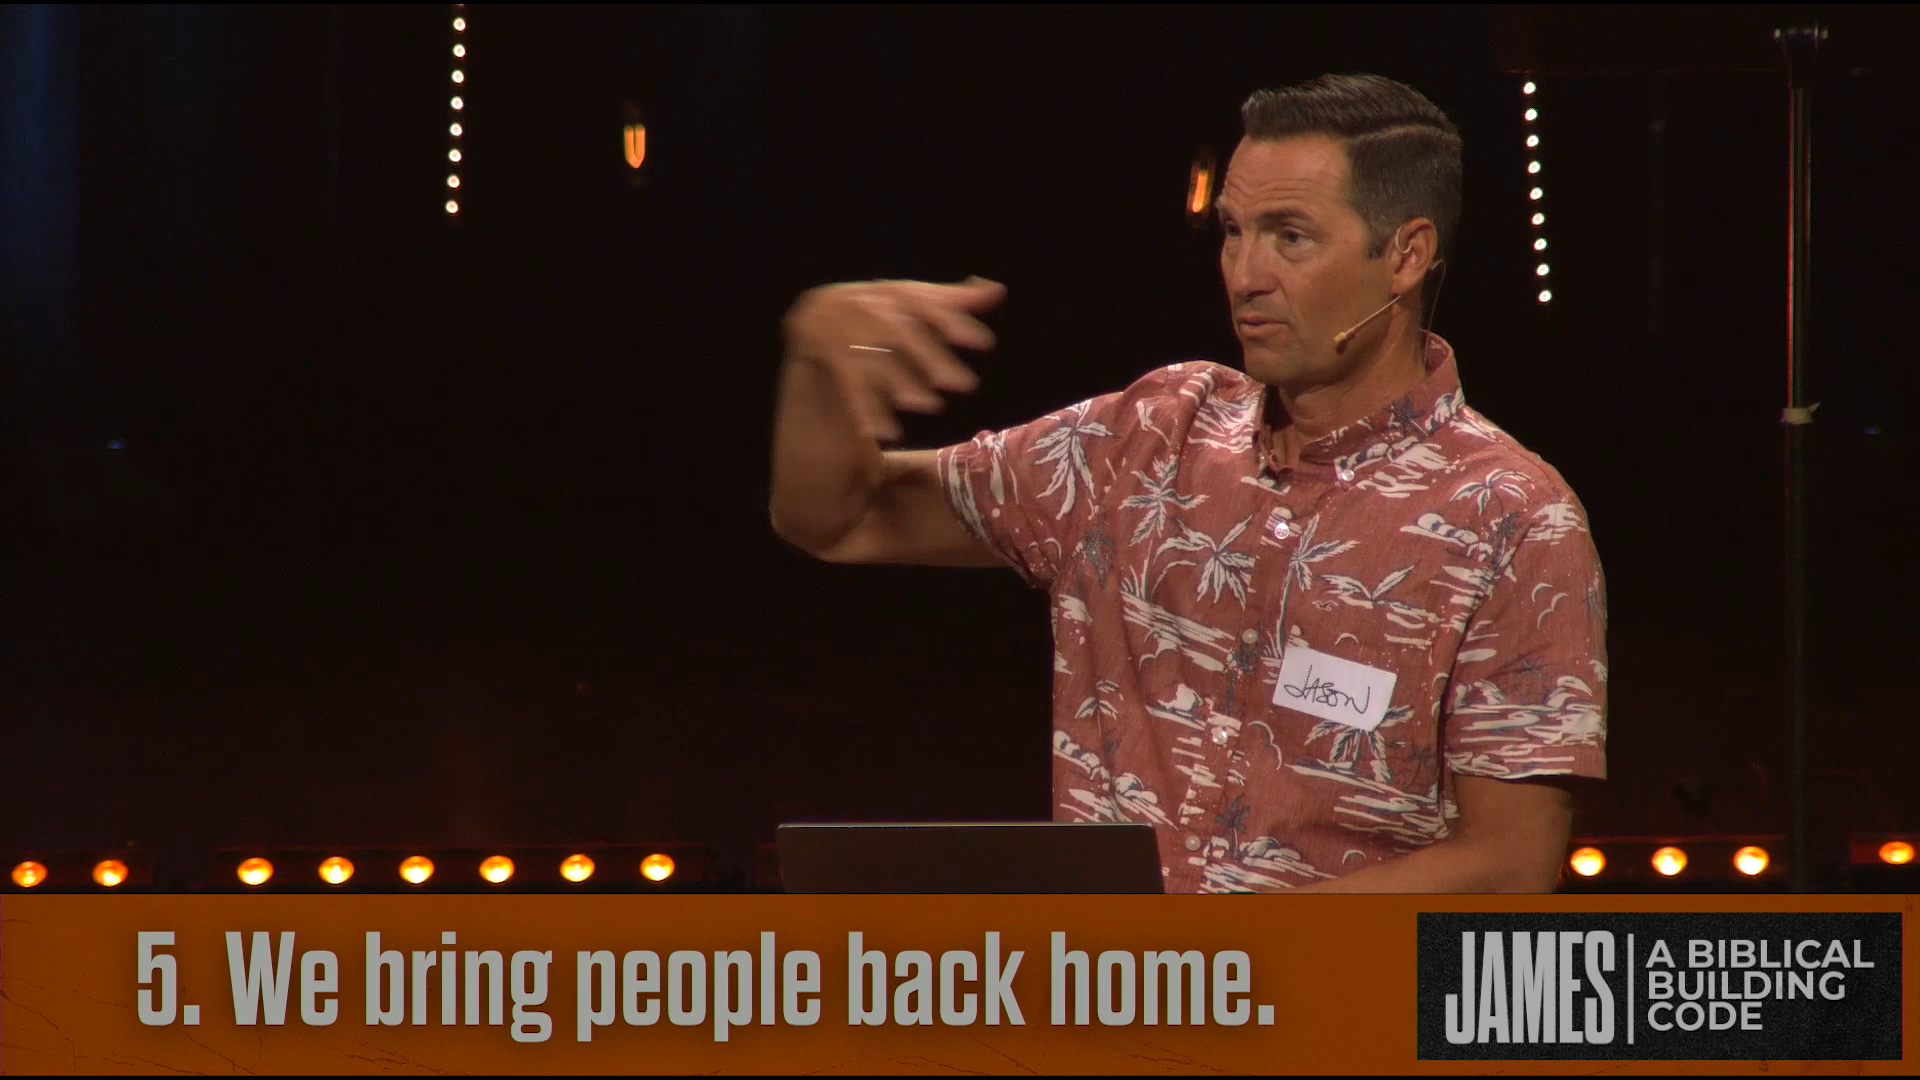 JASON
5. We bring people back home.
JAMES
A BIBLICAL
BUILDING
CODE